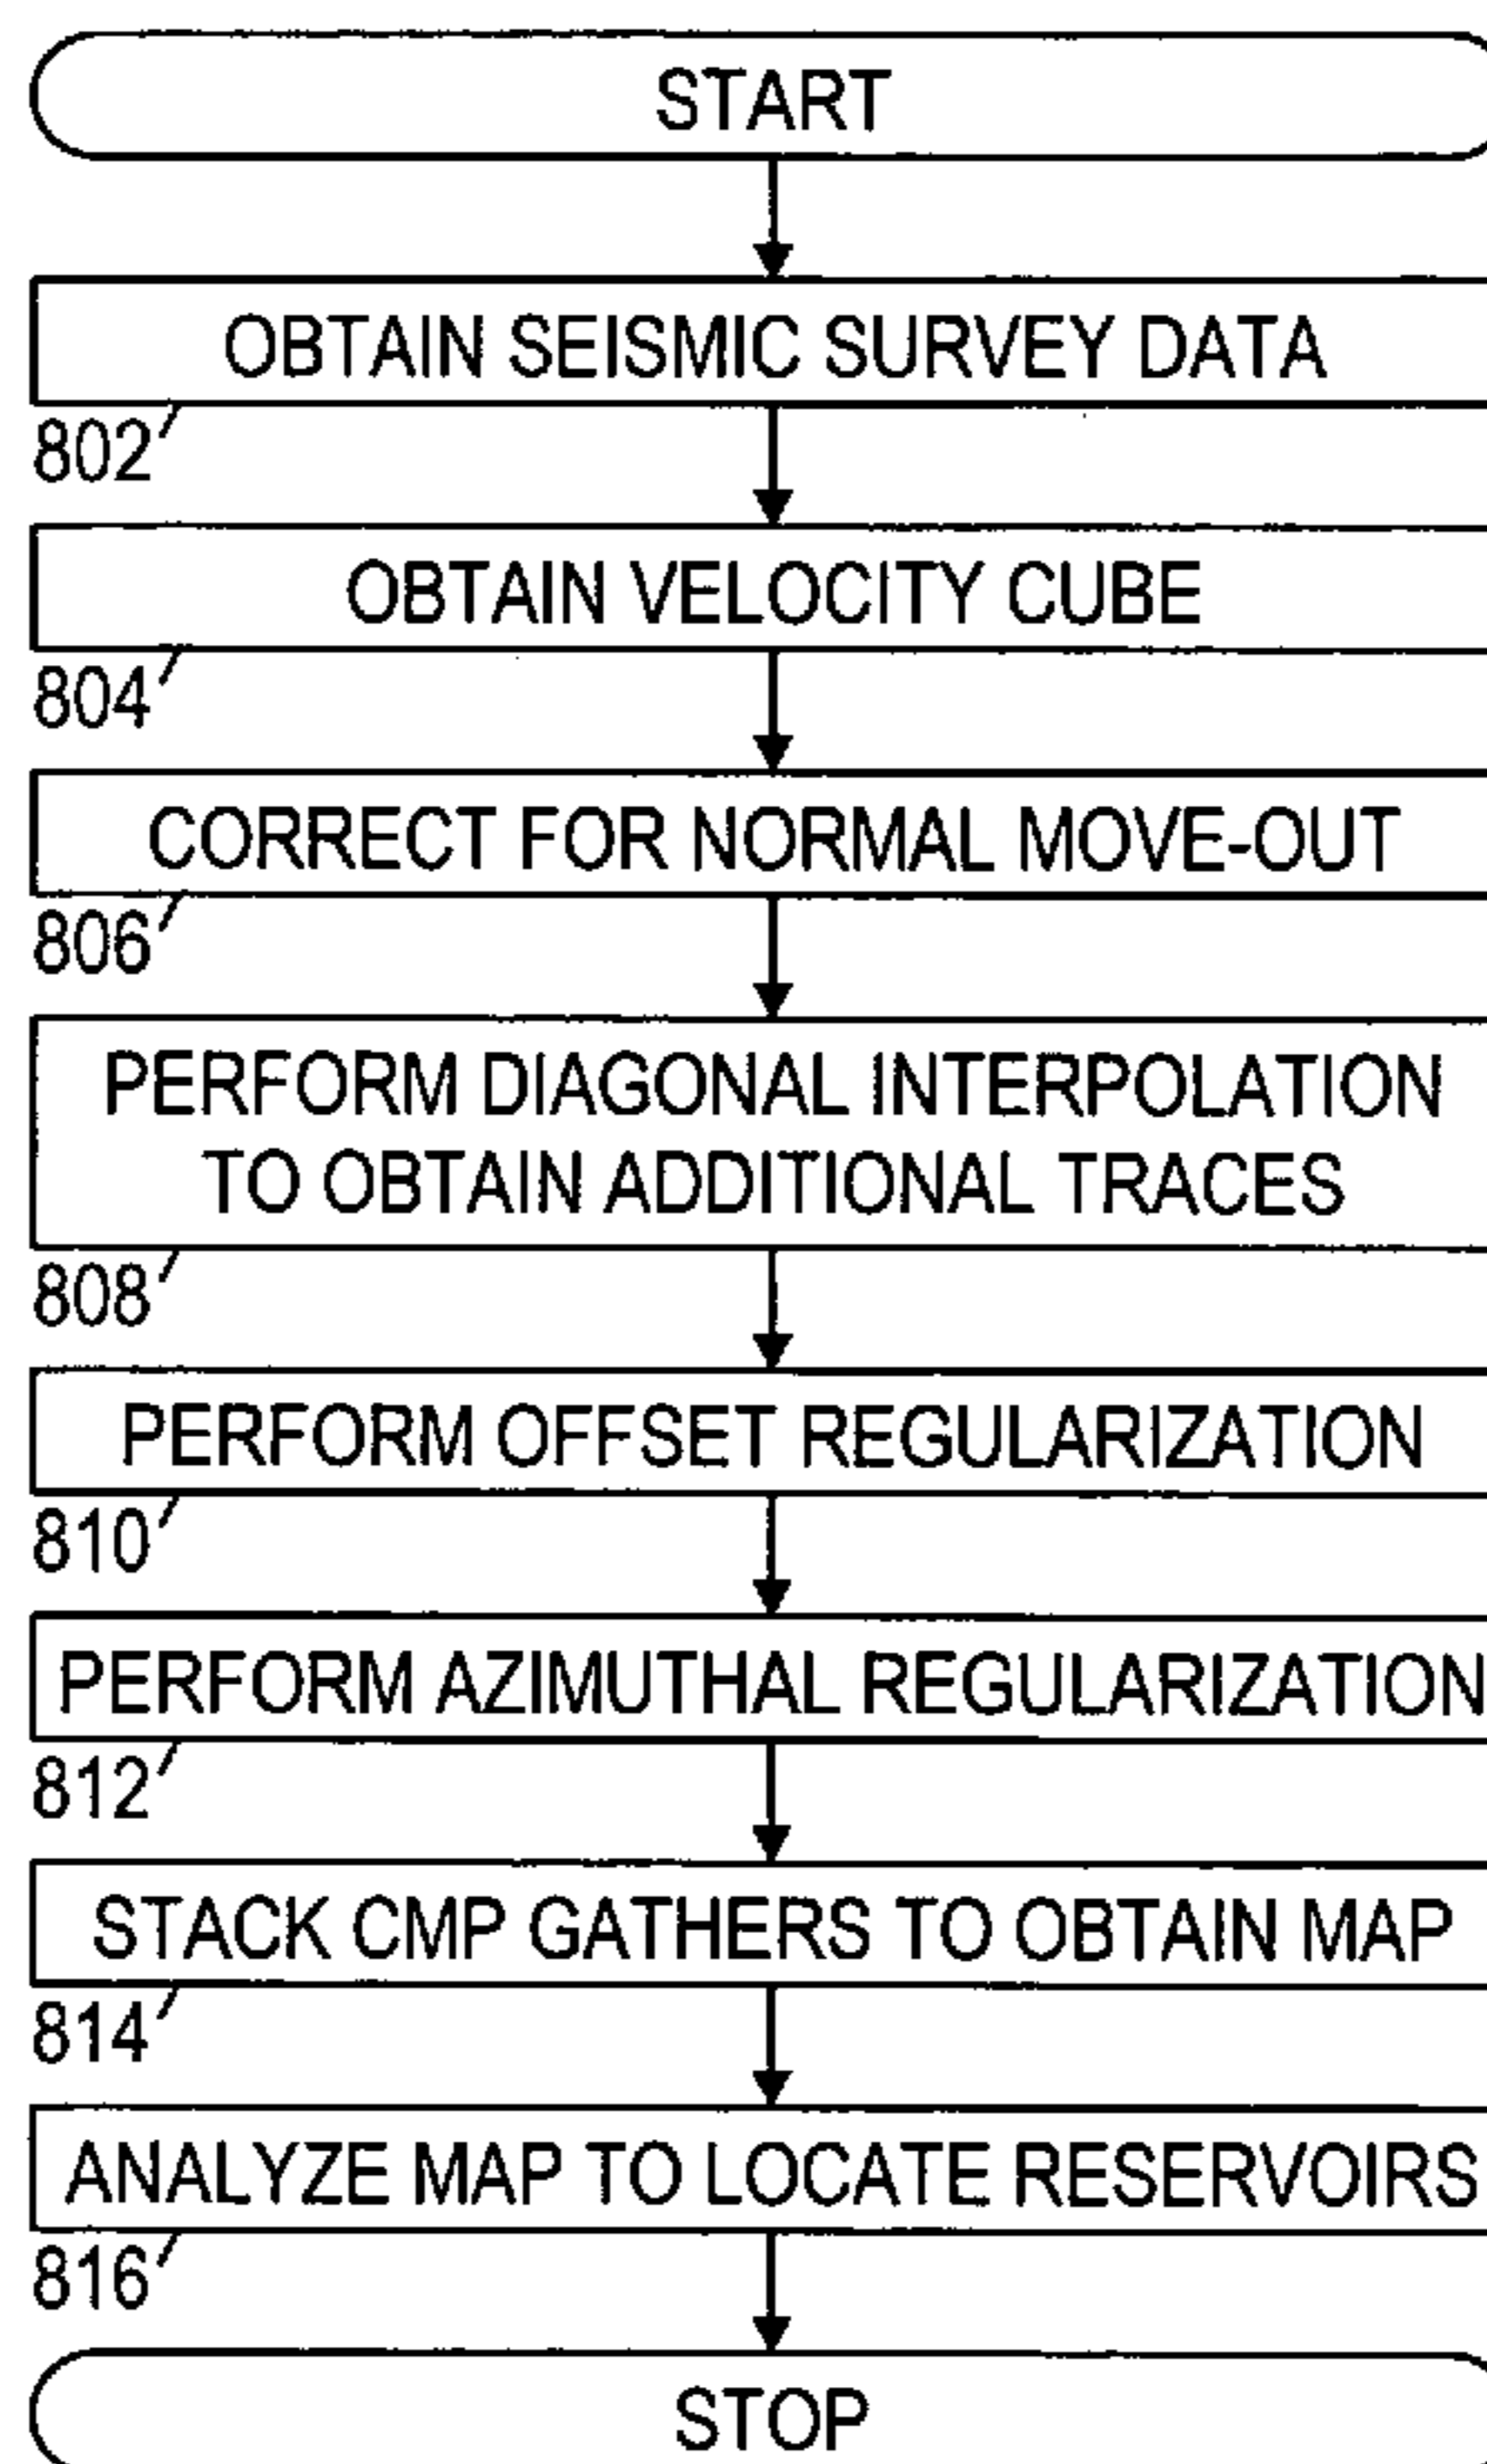 START
OBTAIN SEISMIC SURVEY DATA
802
OBTAIN VELOCITY CUBE
804
CORRECT FOR NORMAL MOVE-OUT
806
PERFORM DIAGONAL INTERPOLATION
TO OBTAIN ADDITIONAL TRACES
808
PERFORM OFFSET REGULARIZATION
810
PERFORM AZIMUTHAL REGULARIZATION
812
STACK CMP GATHERS TO OBTAIN MAP
814
ANALYZE MAP TO LOCATE RESERVOIRS
816
STOP